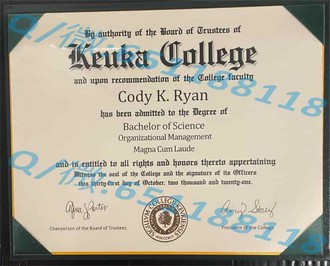 By authority of the Board of Trustees of
Keuka College
and upon recommendation of the College faculty
Cody K. Ryan
has been admitted to the Degree of
Bachelor of Science
Organizational Management
Magna Cum Laude
and is entitled to all rights and honors thereto appertaining
Witness the seal of the College and the signature of its Officers
this thirty-first day of October, two thousand and twenty-one.
Chairperson of the Board of Trustees
President of the College